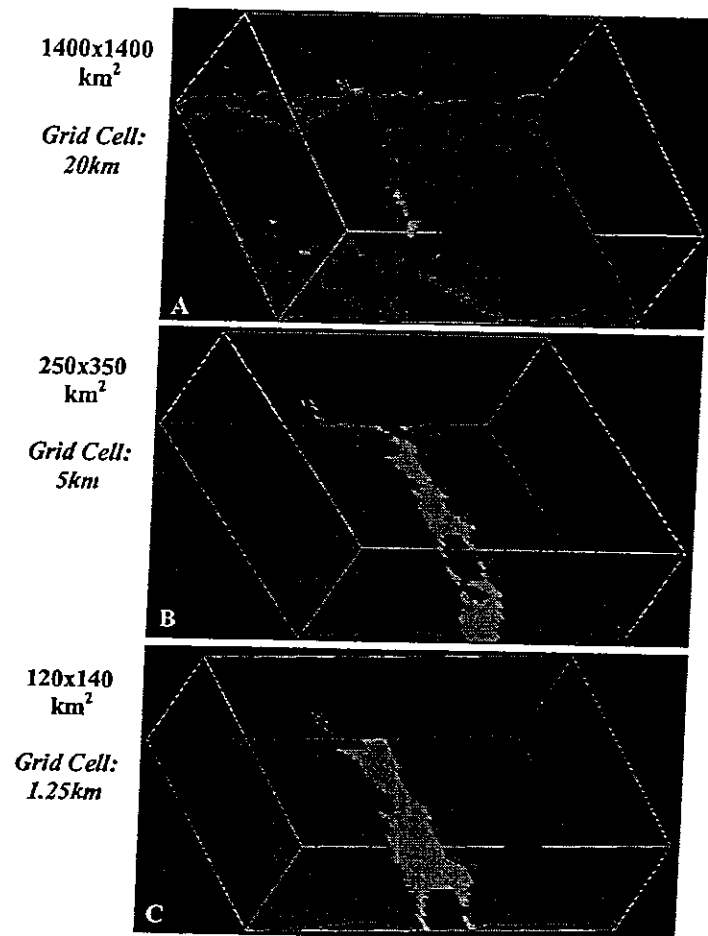 1400x1400
km²
Grid Cell:
20km
A
250x350
km²
Grid Cell:
5km
B
120x140
km²
Grid Cell:
1.25km
C